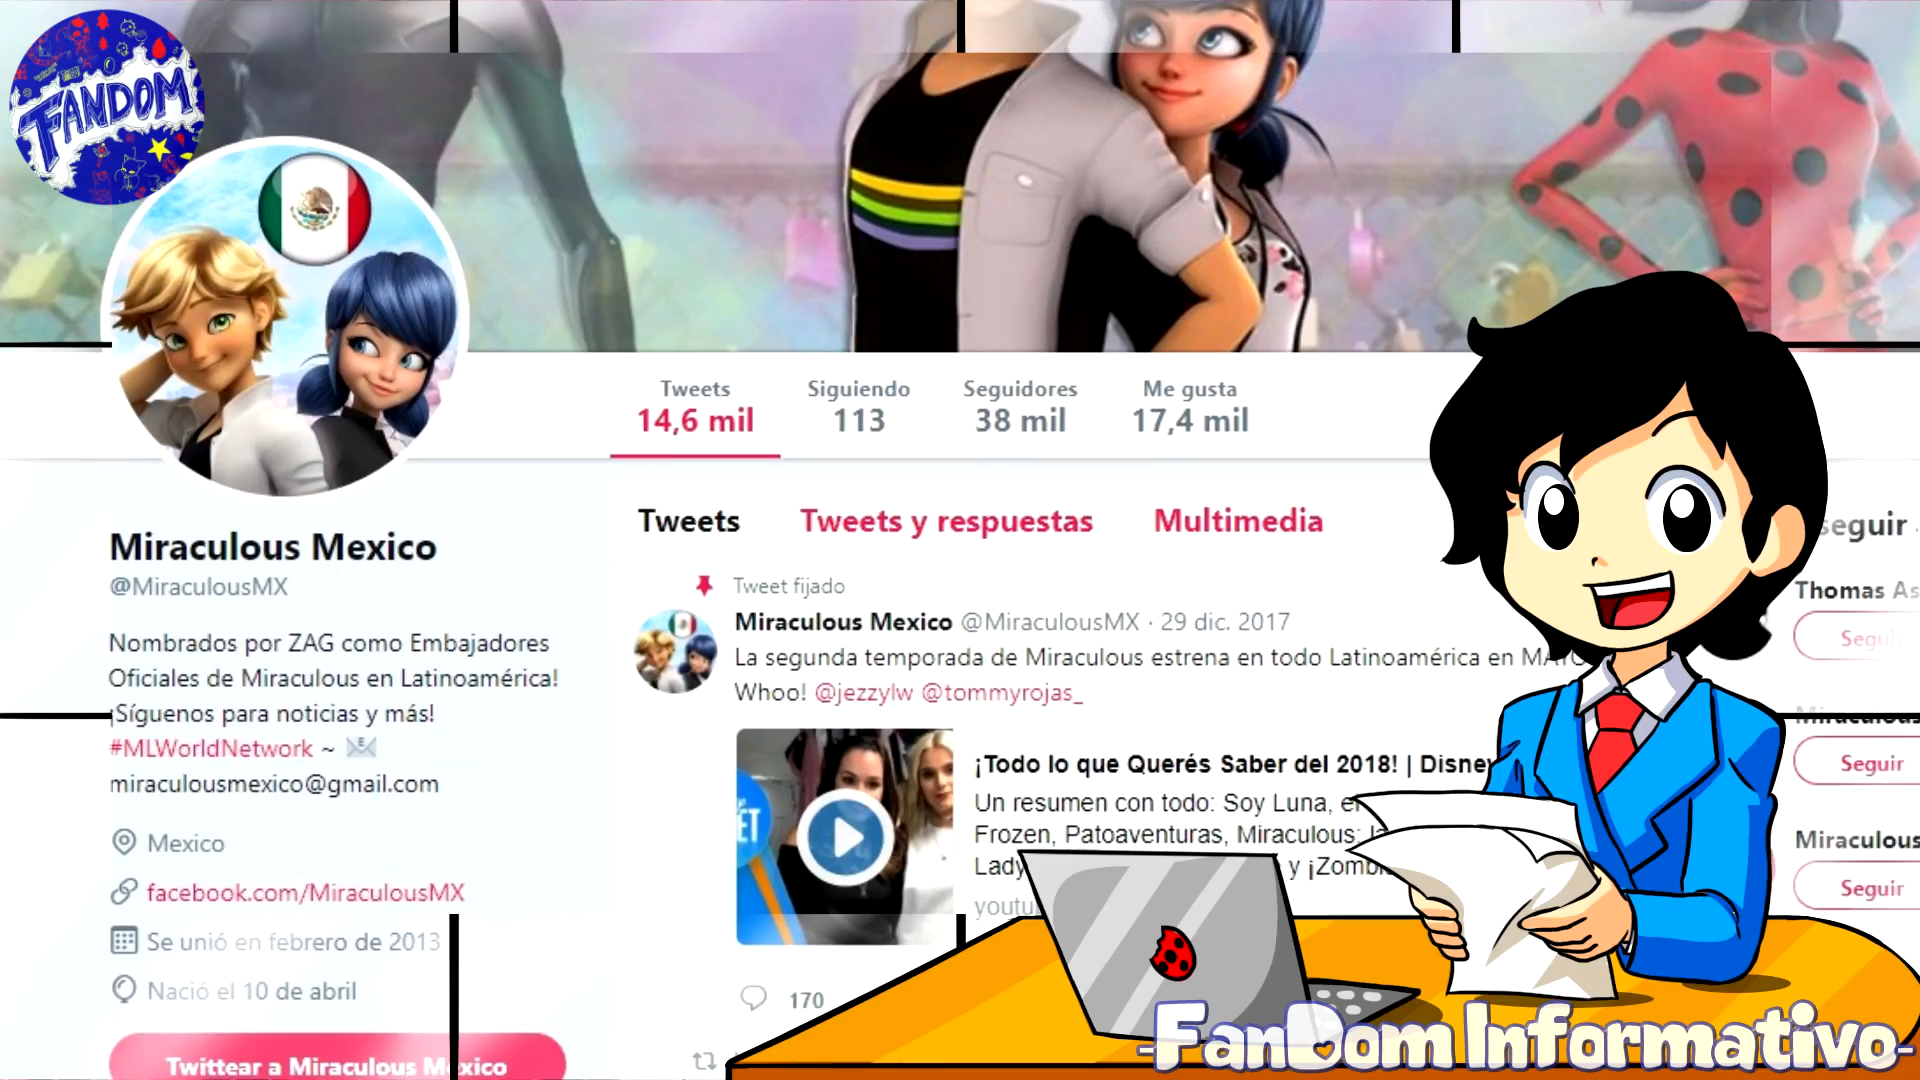 FANDOM
Tweets
14,6 mil
Siguiendo
113
Seguidores
38 mil
Me gusta
17,4 mil
Miraculous Mexico
@MiraculousMX
Nombrados por ZAG como Embajadores
Oficiales de Miraculous en Latinoamérica!
¡Síguenos para noticias y más!
#MLWorldNetwork ~
miraculousmexico@gmail.com
Mexico
facebook.com/MiraculousMX
Se unió en febrero de 2013
Nació el 10 de abril
Twittear a Miraculous Mexico
Tweets
Tweets y respuestas
Multimedia
Tweet fijado
Miraculous Mexico @MiraculousMX · 29 dic. 2017
La segunda temporada de Miraculous estrena en todo Latinoamérica en MAYO
Whoo! @jezzylw @tommyrojas_
¡Todo lo que Querés Saber del 2018! | Disney
Un resumen con todo: Soy Luna,
Frozen, Patoaventuras, Miraculous:
Lady y ¡Zombi
youtu
170
seguir
Thomas As
Seguir
Seguir
Miraculous
Seguir
-FanDom Informativo-